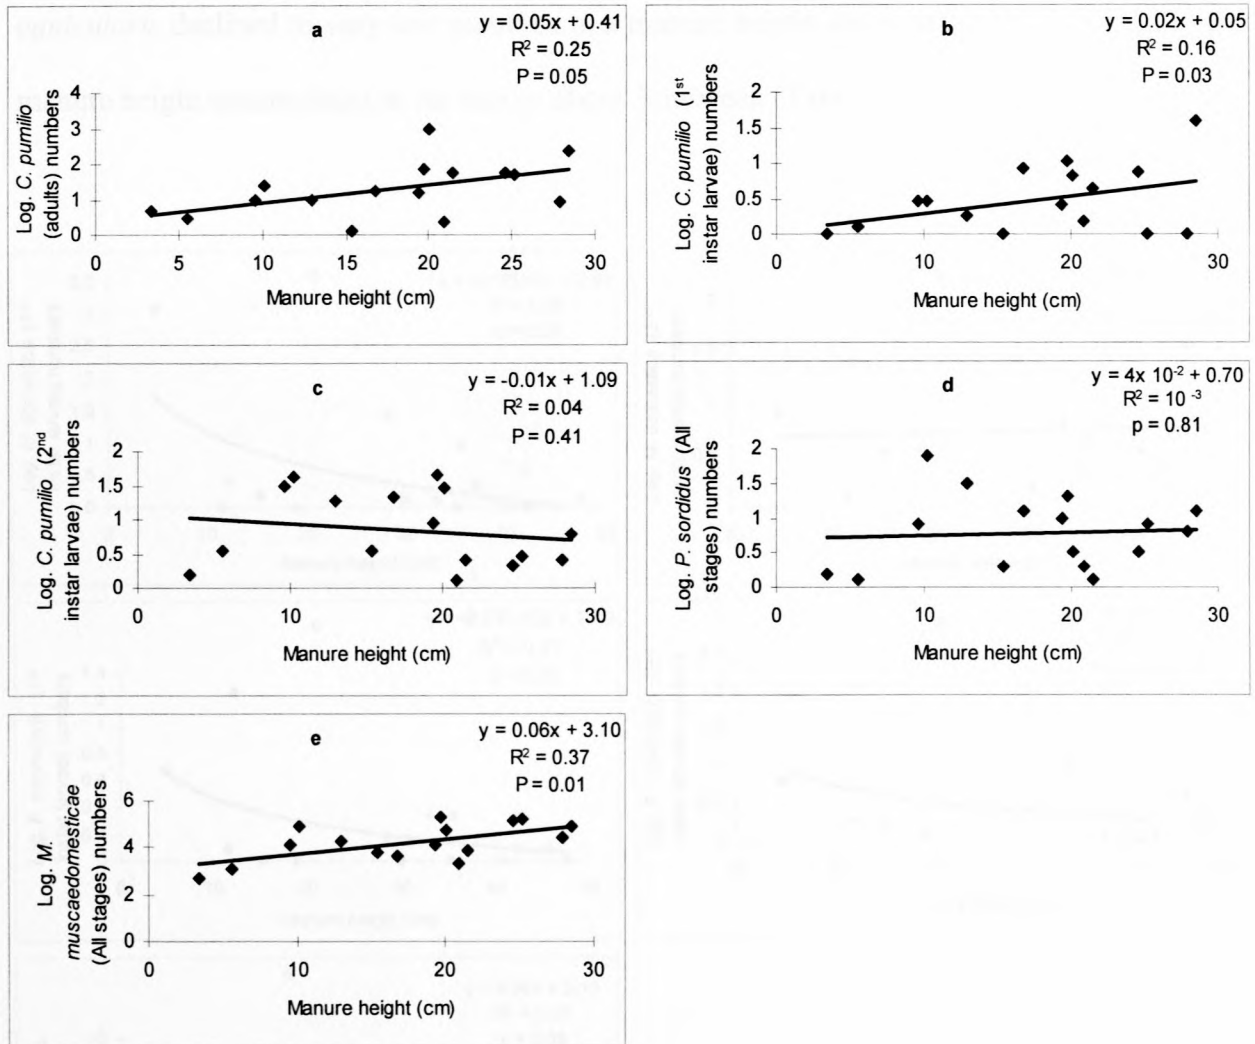 a
y = 0.05x + 0.41
R² = 0.25
P = 0.05
Log. C. pumilio
(adults) numbers
4
3
2
1
0
0 5 10 15 20 25 30
Manure height (cm)
b
y = 0.02x + 0.05
R² = 0.16
P = 0.03
Log. C. pumilio (1st
instar larvae) numbers
2
1.5
1
0.5
0
0 10 20 30
Manure height (cm)
c
y = -0.01x + 1.09
R² = 0.04
P = 0.41
Log. C. pumilio (2nd
instar larvae) numbers
2
1.5
1
0.5
0
0 10 20 30
Manure height (cm)
d
y = 4x 10⁻² + 0.70
R² = 10 ⁻³
p = 0.81
Log. P. sordidus (All
stages) numbers
2
1.5
1
0.5
0
0 10 20 30
Manure height (cm)
e
y = 0.06x + 3.10
R² = 0.37
P = 0.01
Log. M.
muscaedomesticae
(All stages) numbers
6
4
2
0
0 10 20 30
Manure height (cm)